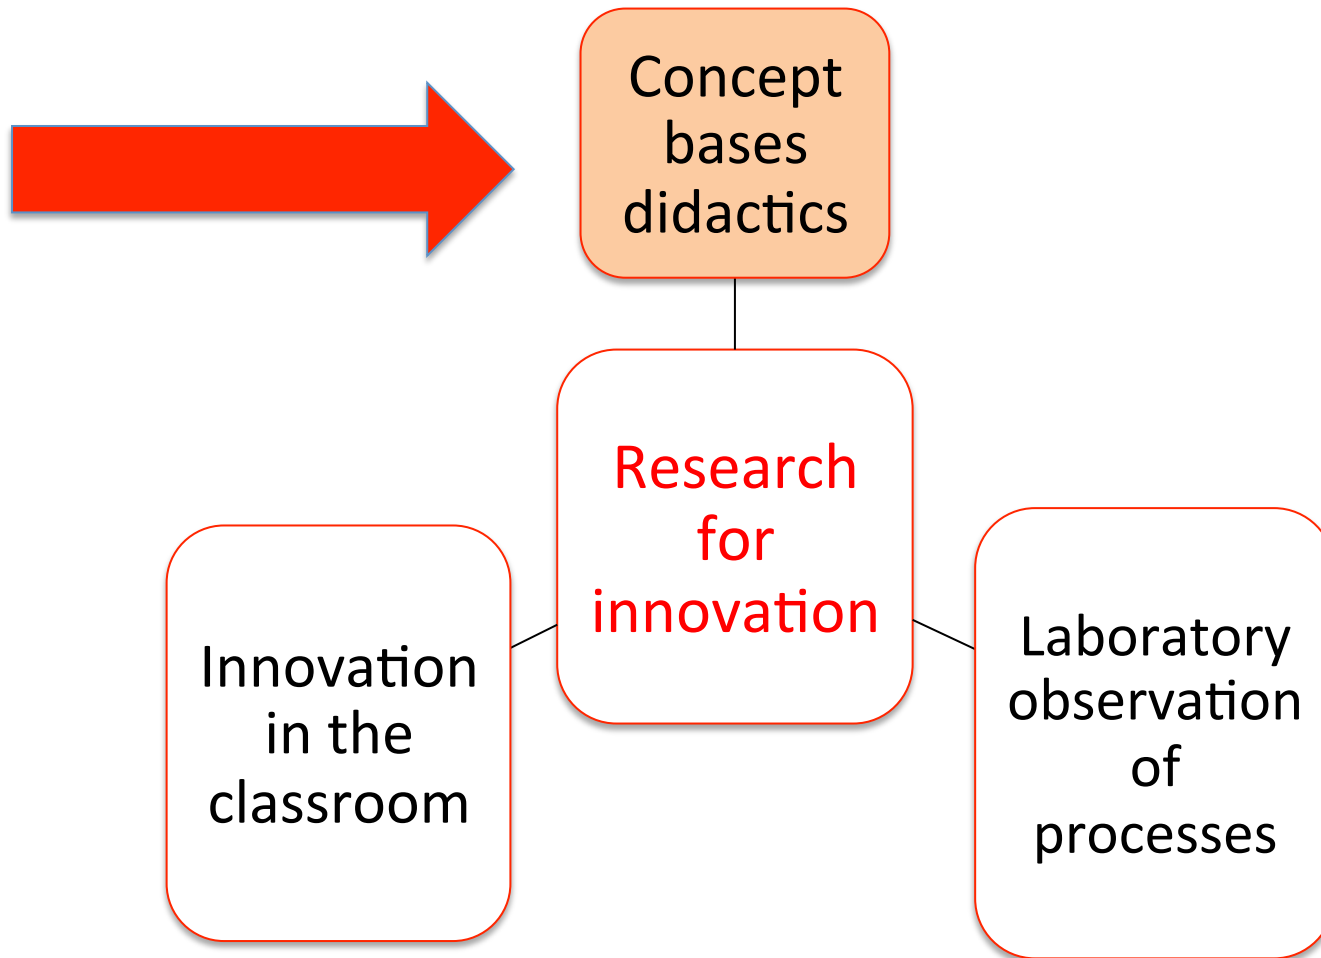 Concept
bases
didactics
Research
for
innovation
Innovation
in the
classroom
Laboratory
observation
of
processes